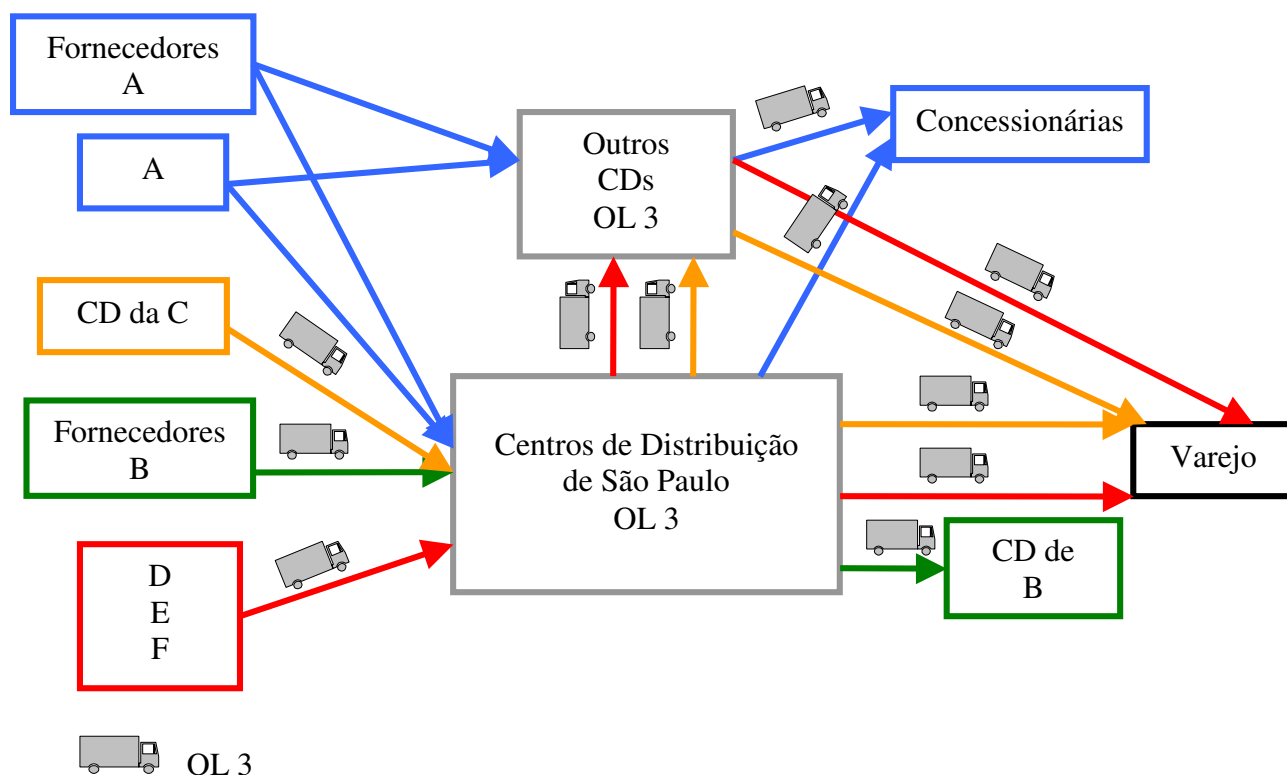 Fornecedores
A
A
CD da C
Fornecedores
B
D
E
F
Outros
CDs
OL 3
Centros de Distribuição
de São Paulo
OL 3
Concessionárias
Varejo
CD de
B
OL 3